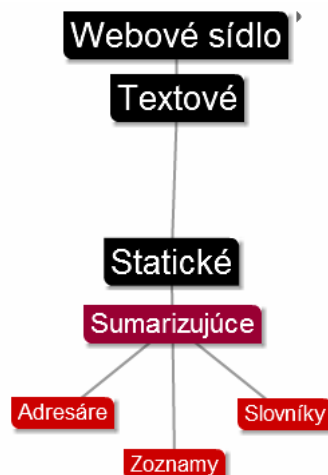 Webové sídlo
Textové
Statické
Sumarizujúce
Adresáre
Slovníky
Zoznamy